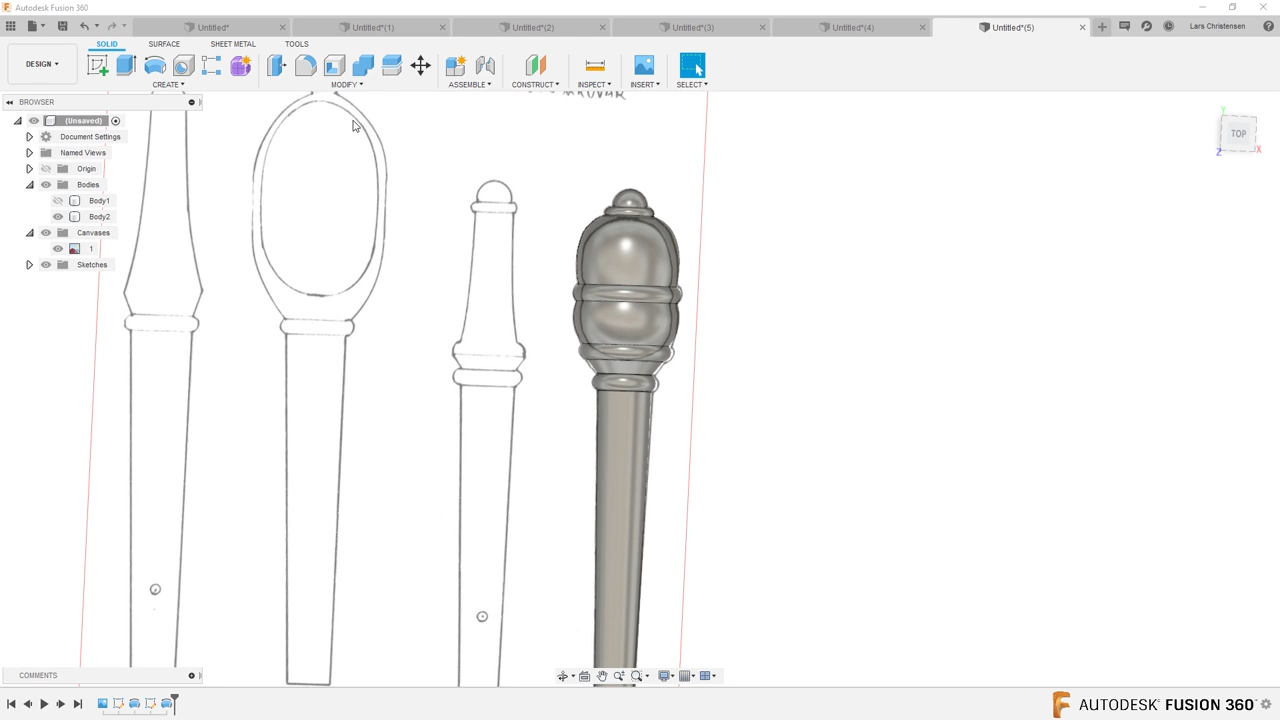 Autodesk Fusion 360
Untitled* Untitled*(1) Untitled*(2) Untitled*(3) Untitled*(4) Untitled*(5) Lars Christensen
SOLID SURFACE SHEET METAL TOOLS
DESIGN
CREATE MODIFY ASSEMBLE CONSTRUCT INSPECT INSERT SELECT
BROWSER
(Unsaved)
Document Settings
Named Views
Origin
Bodies
Body1
Body2
Canvases
1
Sketches
TOP
Y
X
Z
COMMENTS
AUTODESK® FUSION 360™